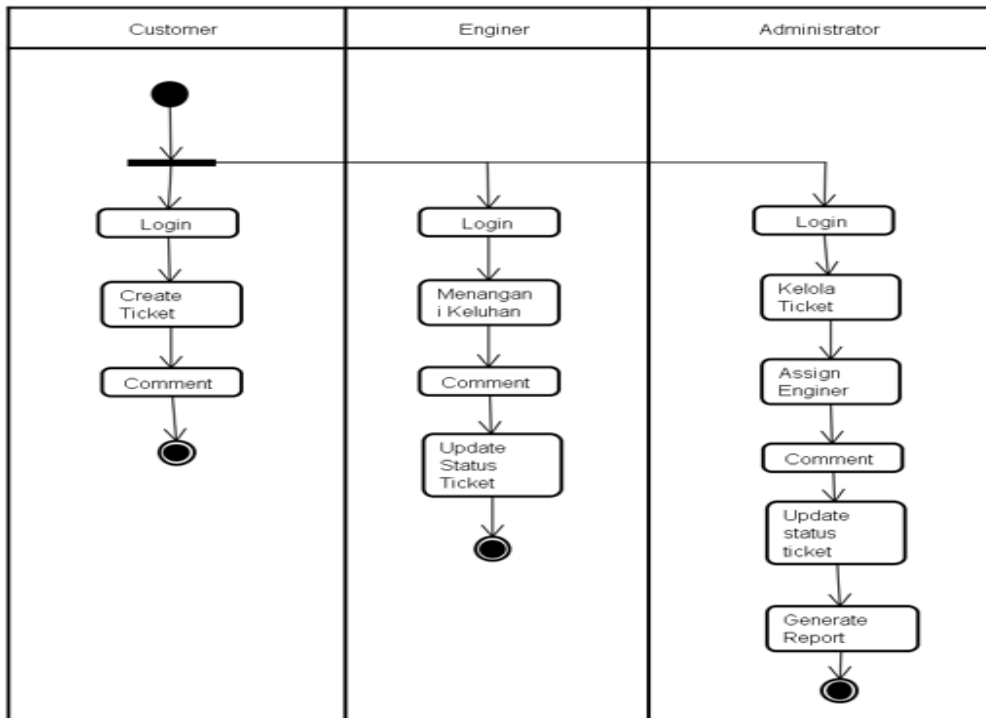 Customer
Enginer
Administrator
Login
Create
Ticket
Comment
Login
Menangan
i Keluhan
Comment
Update
Status
Ticket
Login
Kelola
Ticket
Assign
Enginer
Comment
Update
status
ticket
Generate
Report